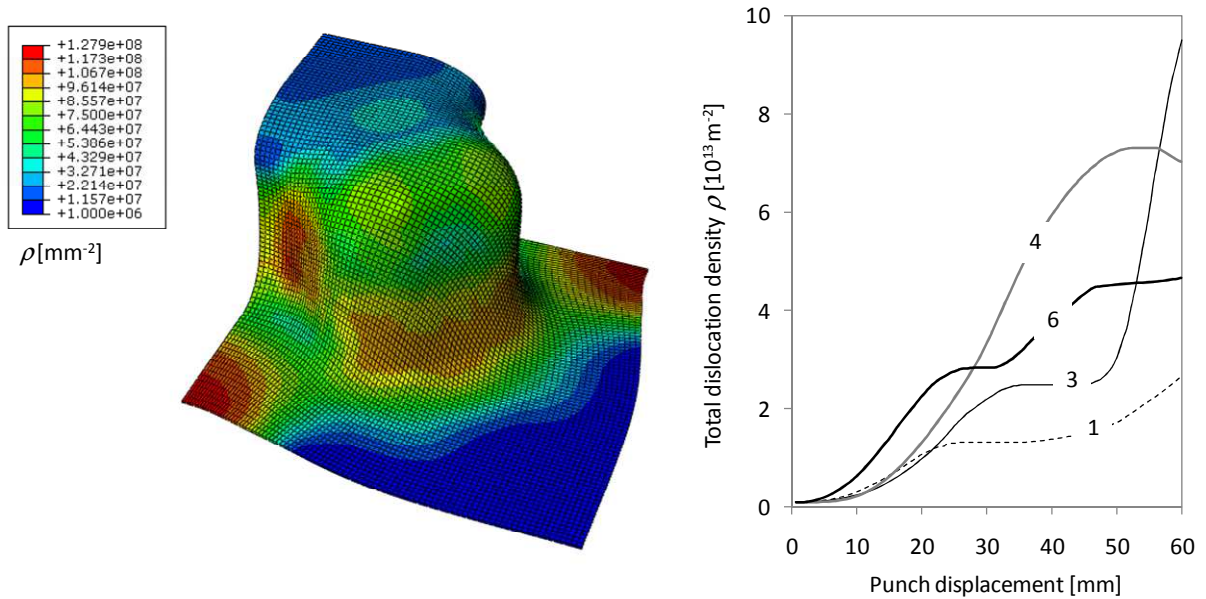 +1.279e+08
+1.173e+08
+1.067e+08
+9.614e+07
+8.557e+07
+7.500e+07
+6.443e+07
+5.386e+07
+4.329e+07
+3.271e+07
+2.214e+07
+1.157e+07
+1.000e+06
ρ [mm-2]
Total dislocation density ρ [10^13 m^-2]
10
8
6
4
2
0
4
6
3
1
0 10 20 30 40 50 60
Punch displacement [mm]